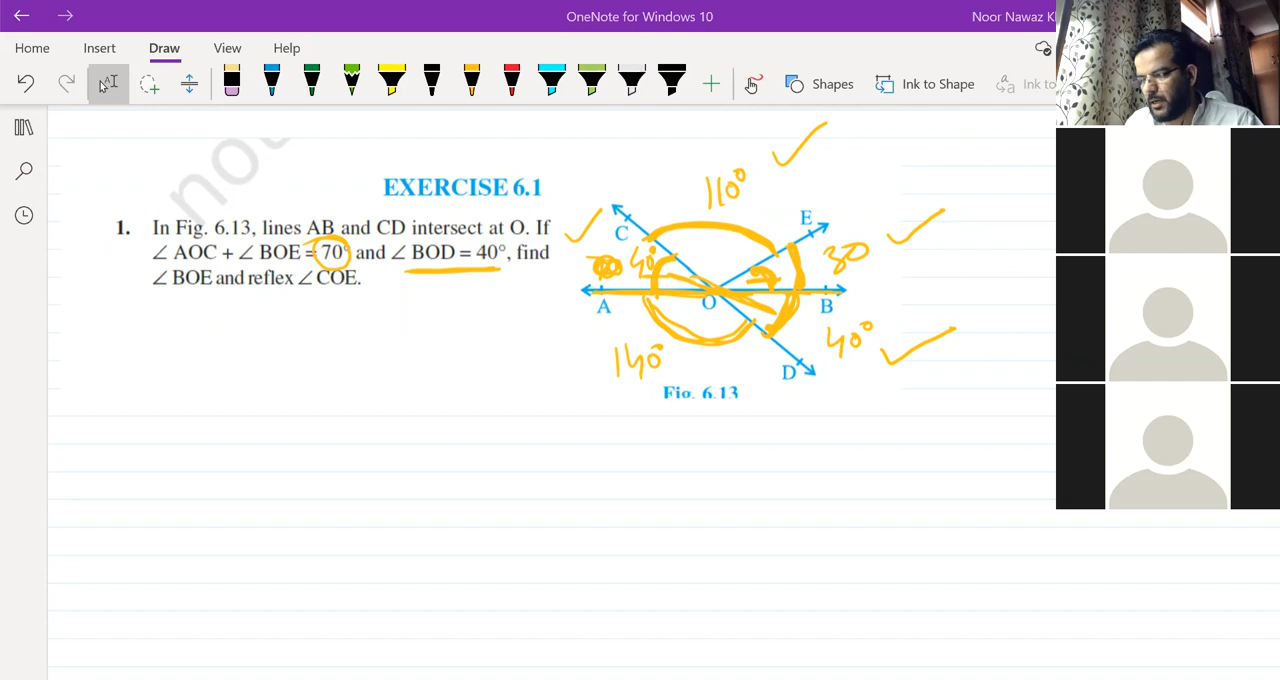 OneNote for Windows 10
Noor Nawaz K
Home Insert Draw View Help
Shapes Ink to Shape Ink to
not
EXERCISE 6.1
1. In Fig. 6.13, lines AB and CD intersect at O. If
∠ AOC + ∠ BOE = 70° and ∠ BOD = 40°, find
∠ BOE and reflex ∠ COE.
110°
C
E
40°
30
A
O
B
140°
40°
D
Fig. 6.13